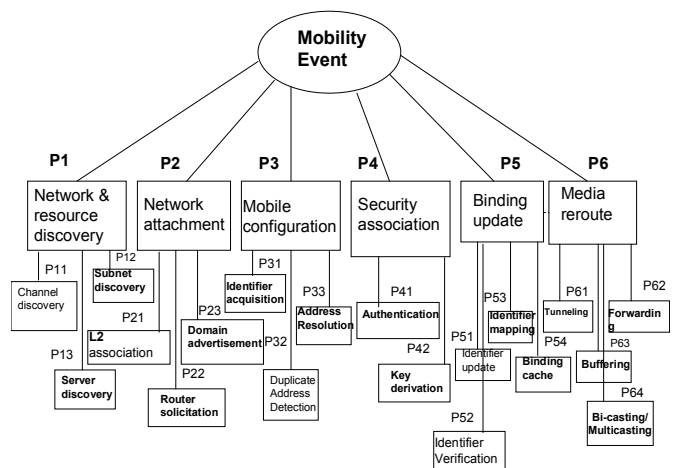 Mobility
Event
P1
P2
P3
P4
P5
P6
Network &
resource
discovery
Network
attachment
Mobile
configuration
Security
association
Binding
update
Media
reroute
P11
Channel
discovery
P12
Subnet
discovery
P13
Server
discovery
P21
L2
association
P22
Router
solicitation
P23
Domain
advertisement
P31
Identifier
acquisition
P32
Duplicate
Address
Detection
P33
Address
Resolution
P41
Authentication
P42
Key
derivation
P51
Identifier
update
P52
Identifier
Verification
P53
Identifier
mapping
P54
Binding
cache
P61
Tunneling
P62
Forwardin
g
P63
Buffering
P64
Bi-casting/
Multicasting